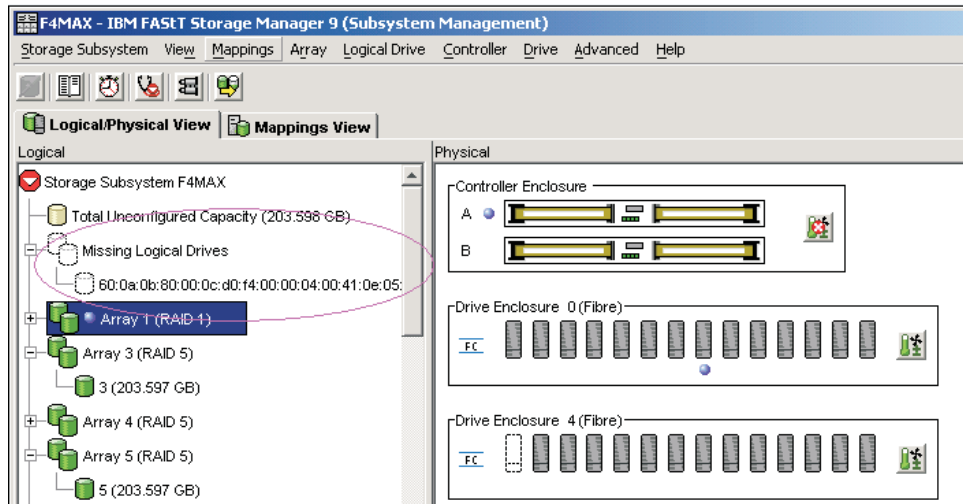 F4MAX - IBM FAStT Storage Manager 9 (Subsystem Management)
Storage Subsystem View Mappings Array Logical Drive Controller Drive Advanced Help
Logical/Physical View Mappings View
Logical
Storage Subsystem F4MAX
Total Unconfigured Capacity (203.598 GB)
Missing Logical Drives
60:0a:0b:80:00:0c:d0:f4:00:00:04:00:41:0e:05:
Array 1 (RAID 1)
Array 3 (RAID 5)
3 (203.597 GB)
Array 4 (RAID 5)
Array 5 (RAID 5)
5 (203.597 GB)
Physical
Controller Enclosure
A
B
Drive Enclosure 0 (Fibre)
FC
Drive Enclosure 4 (Fibre)
FC